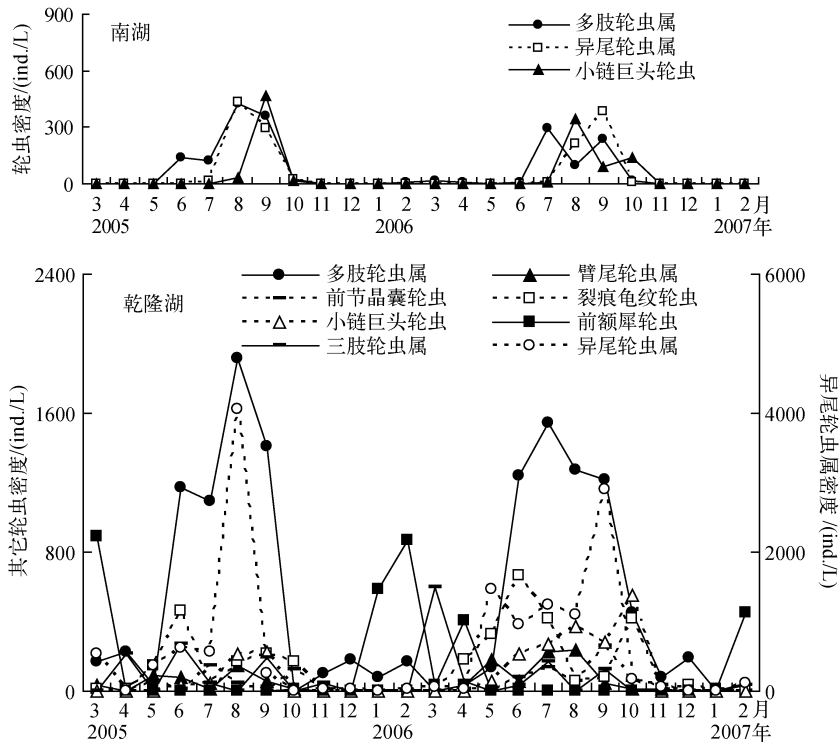 900
600
300
0
轮虫密度/(ind./L)
南湖
多肢轮虫属
异尾轮虫属
小链巨头轮虫
3 4 5 6 7 8 9 10 11 12 1 2 3 4 5 6 7 8 9 10 11 12 1 2 月
2005 2006 2007年
2400
1600
800
0
其它轮虫密度/(ind./L)
乾隆湖
多肢轮虫属
前节晶囊轮虫
小链巨头轮虫
三肢轮虫属
臂尾轮虫属
裂痕龟纹轮虫
前额犀轮虫
异尾轮虫属
6000
4000
2000
0
异尾轮虫属密度/(ind./L)
3 4 5 6 7 8 9 10 11 12 1 2 3 4 5 6 7 8 9 10 11 12 1 2 月
2005 2006 2007年